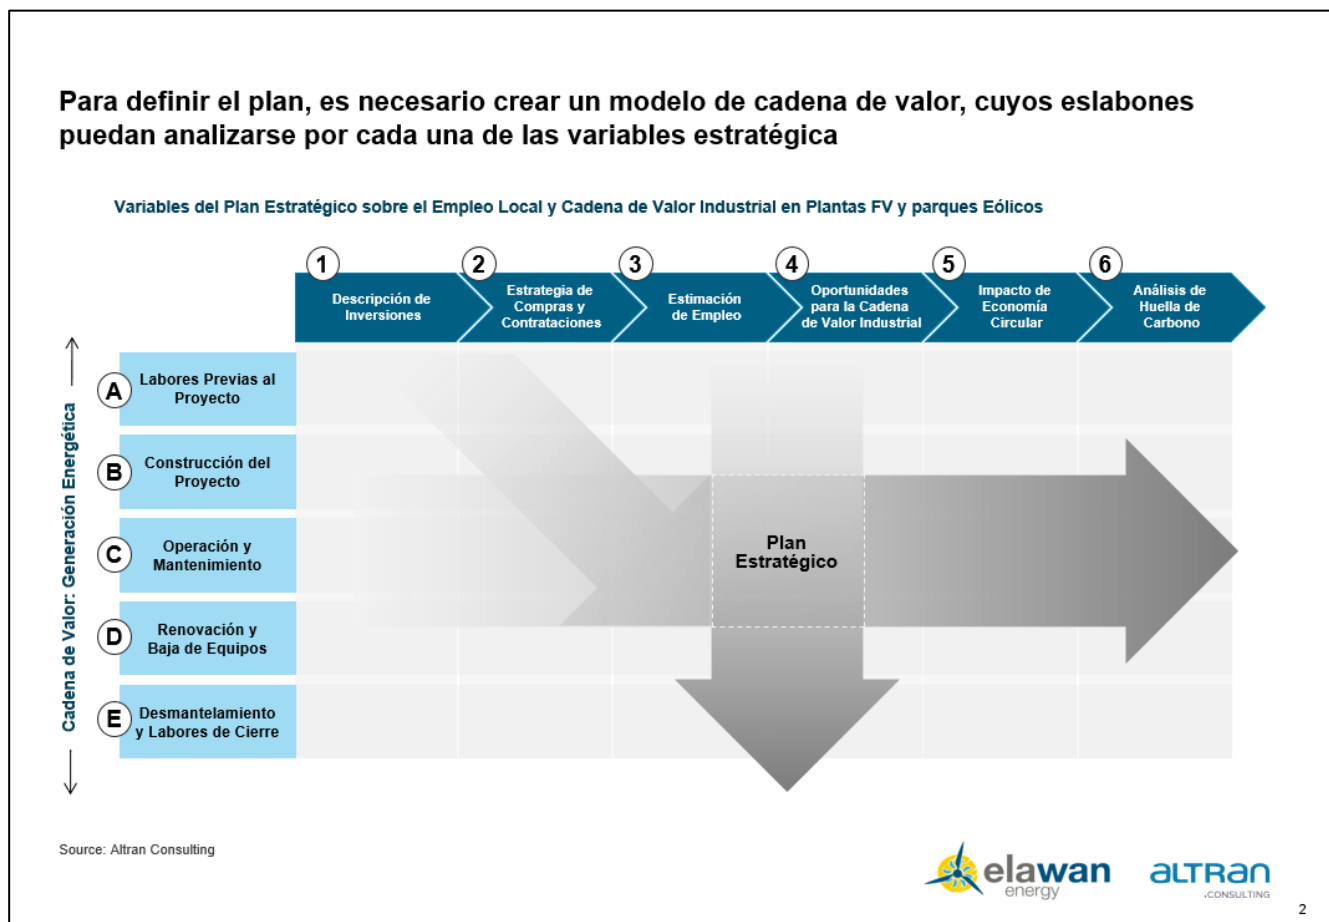 Para definir el plan, es necesario crear un modelo de cadena de valor, cuyos eslabones
puedan analizarse por cada una de las variables estratégica
Variables del Plan Estratégico sobre el Empleo Local y Cadena de Valor Industrial en Plantas FV y parques Eólicos
1
Descripción de
Inversiones
2
Estrategia de
Compras y
Contrataciones
3
Estimación
de Empleo
4
Oportunidades
para la Cadena
de Valor Industrial
5
Impacto de
Economía
Circular
6
Análisis de
Huella de
Carbono
Cadena de Valor: Generación Energética
A
Labores Previas al
Proyecto
B
Construcción del
Proyecto
C
Operación y
Mantenimiento
D
Renovación y
Baja de Equipos
E
Desmantelamiento
y Labores de Cierre
Plan
Estratégico
Source: Altran Consulting
elawan
energy
ALTRan
.CONSULTING
2